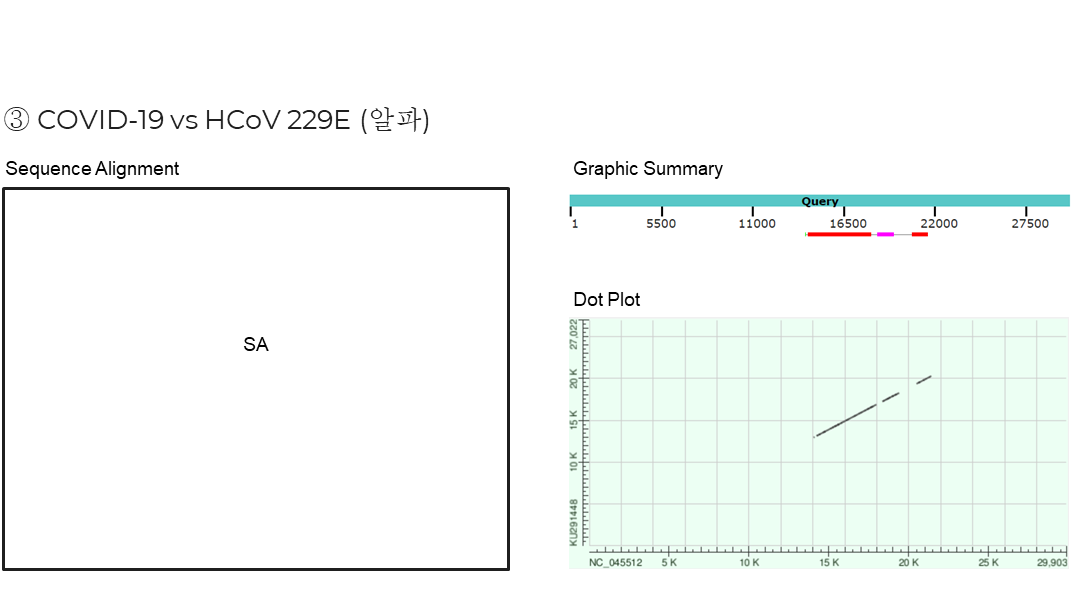 ③ COVID-19 vs HCoV 229E (알파)
Sequence Alignment
SA
Graphic Summary
Query
1 5500 11000 16500 22000 27500
Dot Plot
27,022
20 K
15 K
10 K
KU291448
NC_045512 5 K 10 K 15 K 20 K 25 K 29,903